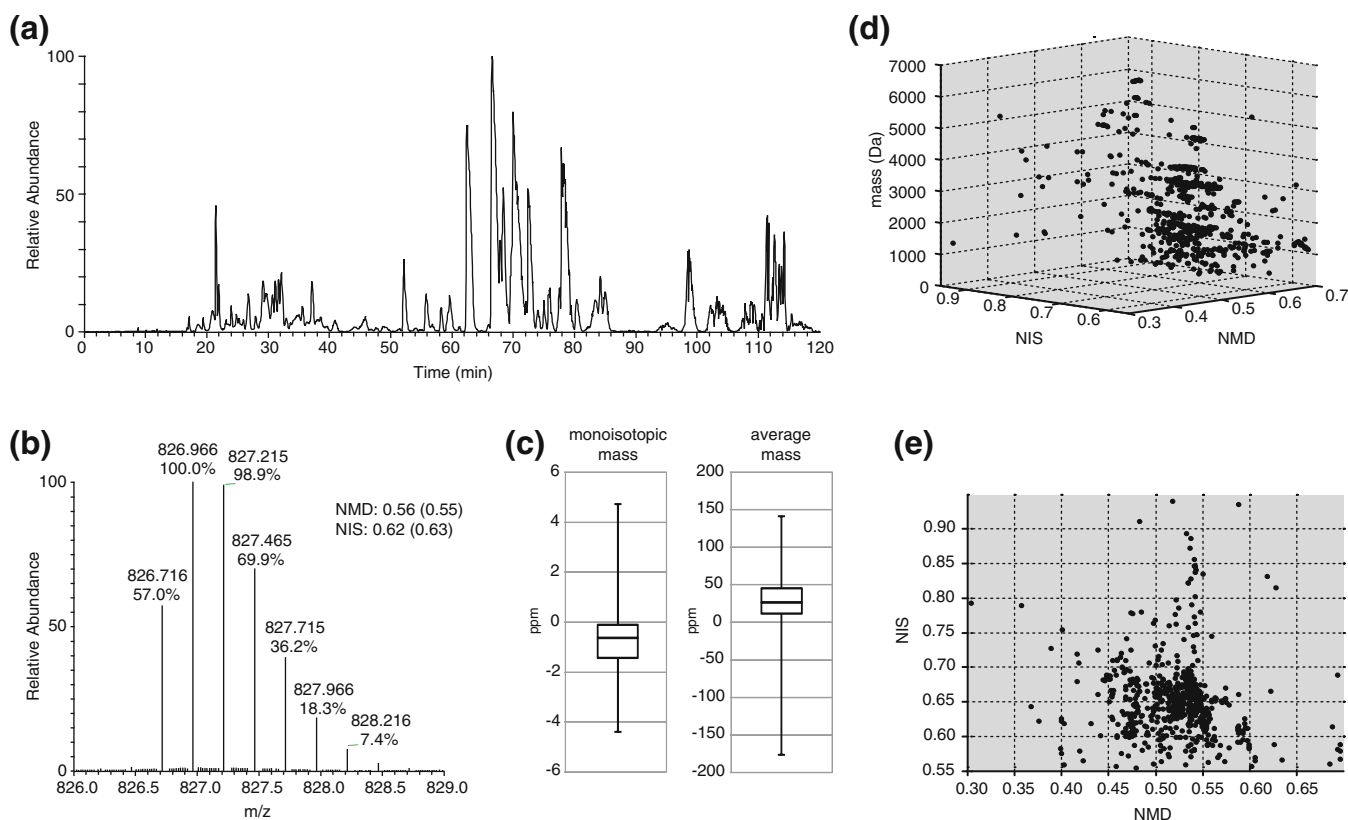 (a)
100
50
0
Relative Abundance
0 10 20 30 40 50 60 70 80 90 100 110 120
Time (min)
(b)
100
50
0
Relative Abundance
826.966
100.0%
827.215
98.9%
NMD: 0.56 (0.55)
NIS: 0.62 (0.63)
827.465
69.9%
826.716
57.0%
827.715
36.2%
827.966
18.3%
828.216
7.4%
826.0 826.5 827.0 827.5 828.0 828.5 829.0
m/z
(c)
monoisotopic
mass
6
4
2
0
-2
-4
-6
ppm
average
mass
200
150
100
50
0
-50
-100
-150
-200
ppm
(d)
7000
6000
5000
4000
3000
2000
1000
0
mass (Da)
0.9 0.8 0.7 0.6
NIS
0.3 0.4 0.5 0.6 0.7
NMD
(e)
0.90
0.80
0.75
0.70
0.65
0.60
0.55
NIS
0.30 0.35 0.40 0.45 0.50 0.55 0.60 0.65
NMD